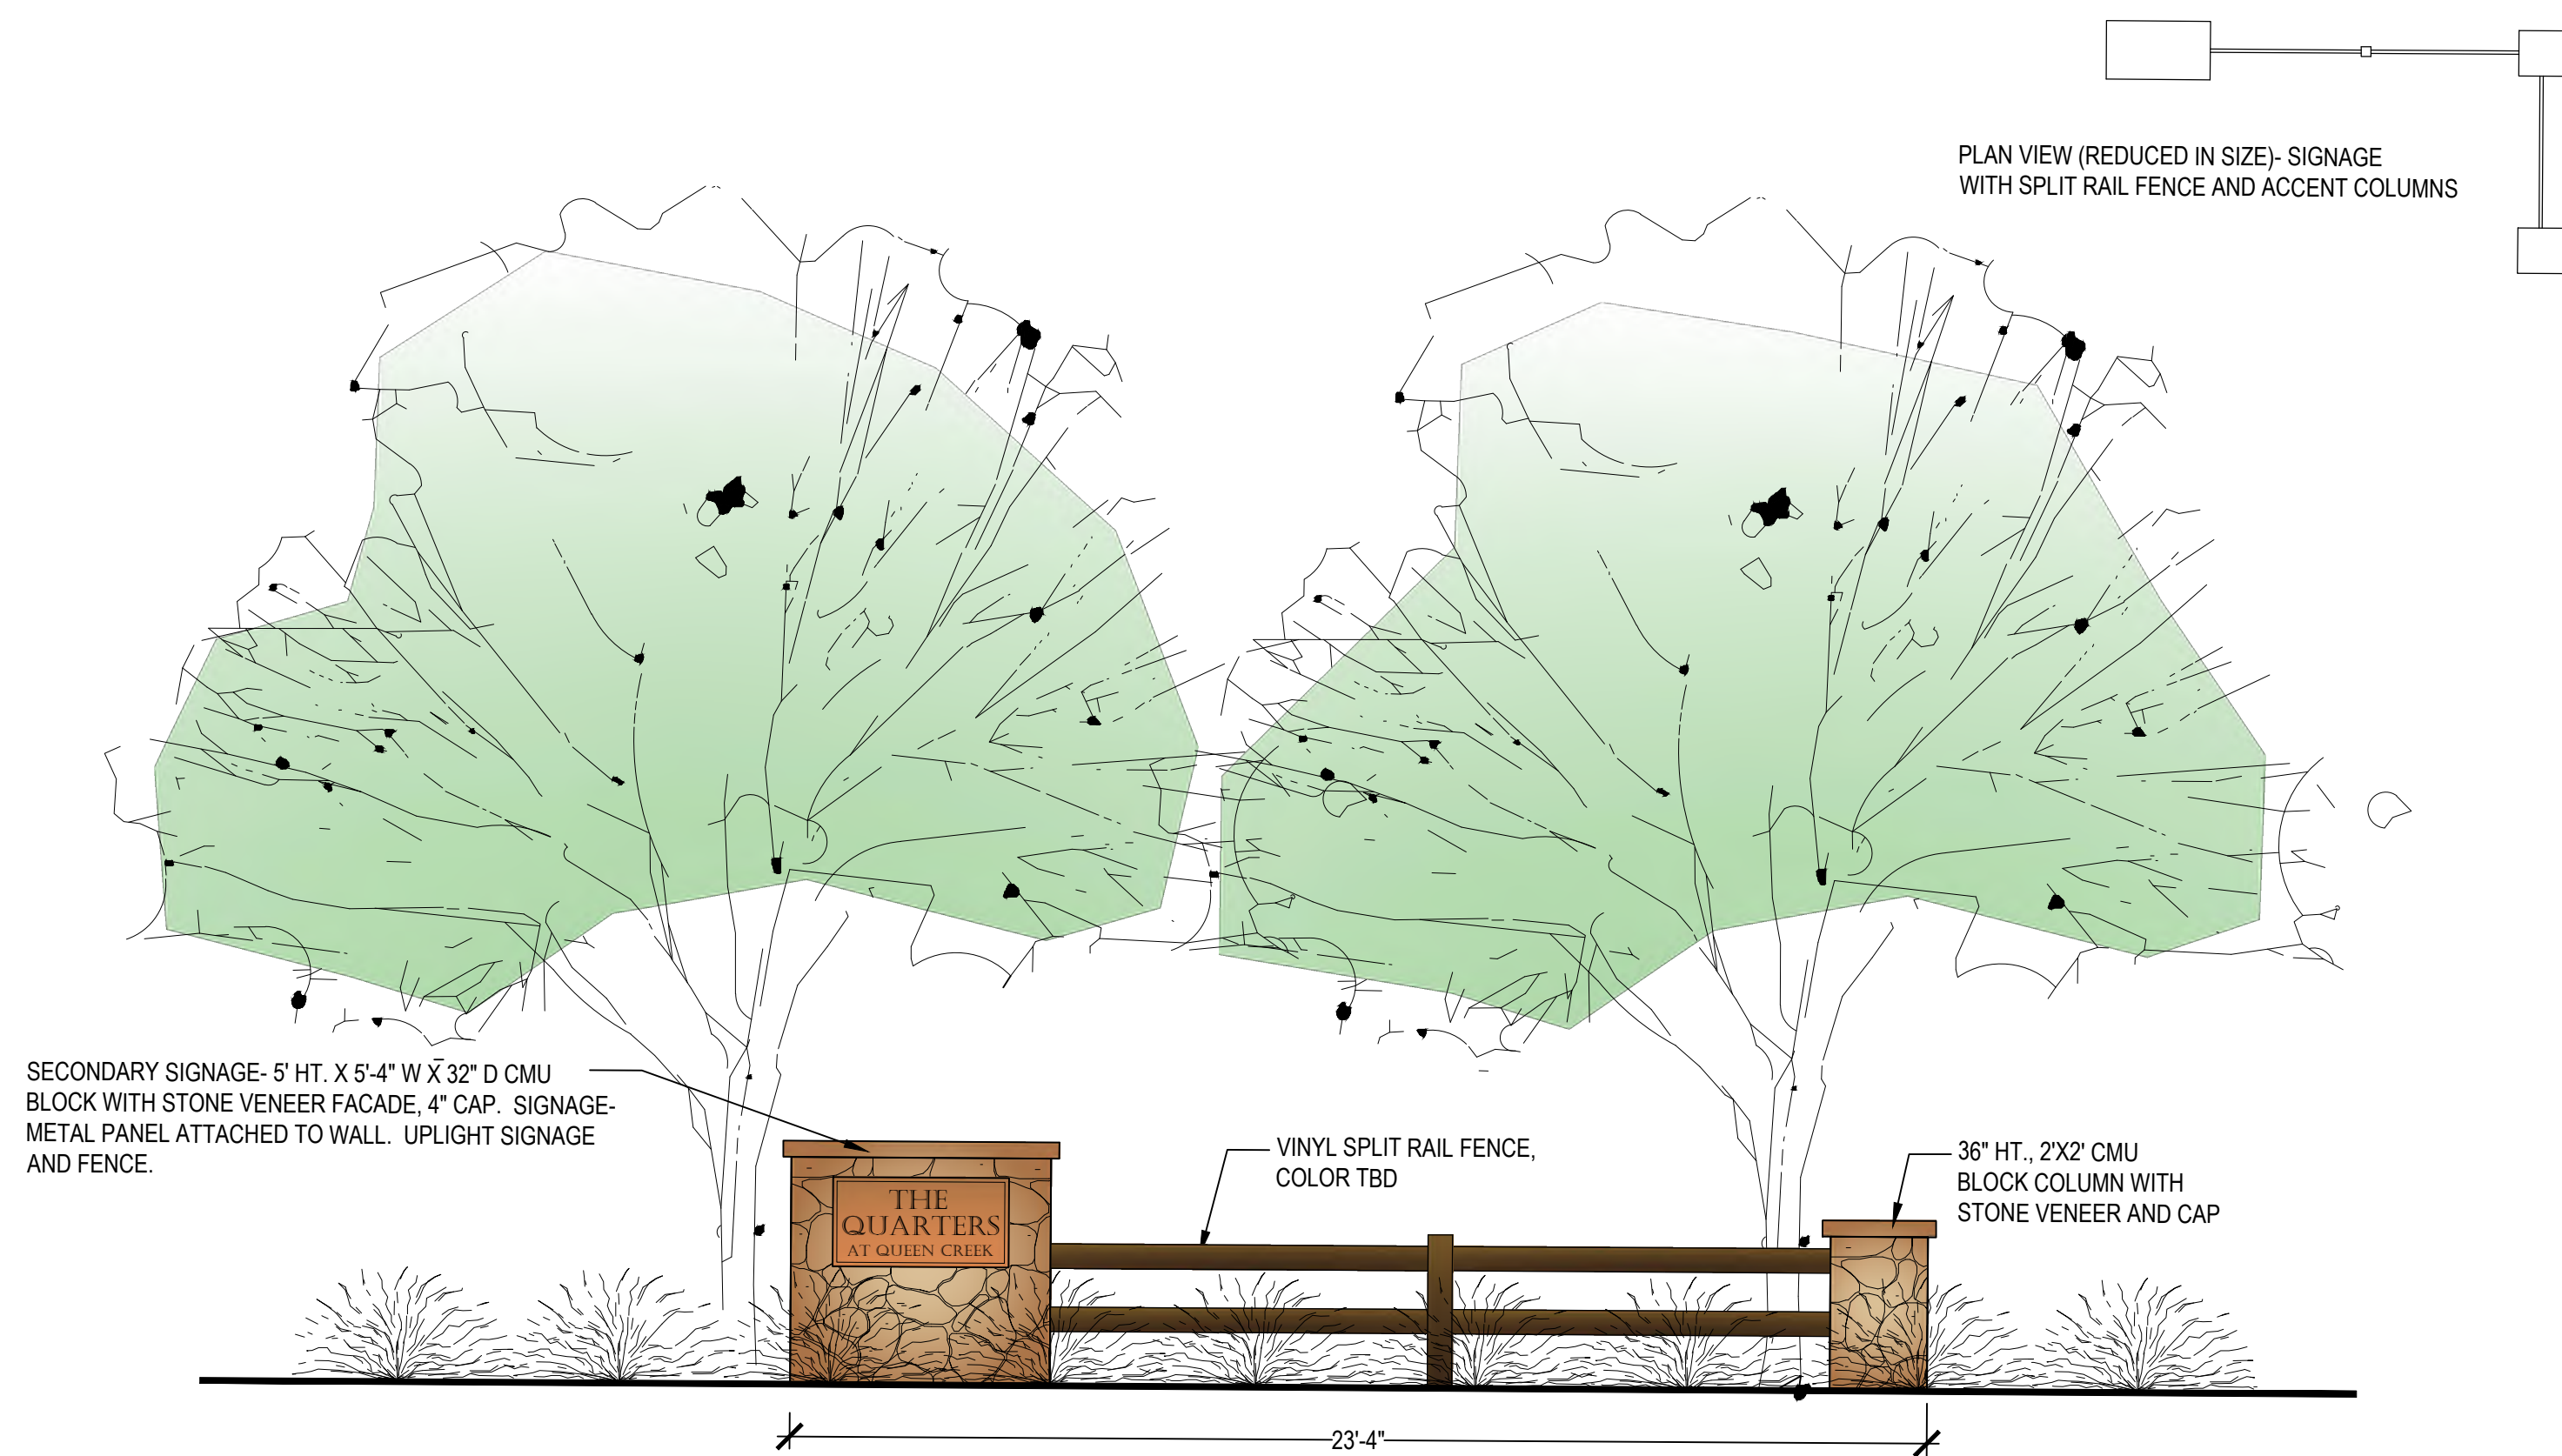 PLAN VIEW (REDUCED IN SIZE)- SIGNAGE
WITH SPLIT RAIL FENCE AND ACCENT COLUMNS
SECONDARY SIGNAGE- 5' HT. X 5'-4" W X 32" D CMU
BLOCK WITH STONE VENEER FACADE, 4" CAP. SIGNAGE-
METAL PANEL ATTACHED TO WALL. UPLIGHT SIGNAGE
AND FENCE.
VINYL SPLIT RAIL FENCE,
COLOR TBD
36" HT., 2'X2' CMU
BLOCK COLUMN WITH
STONE VENEER AND CAP
THE
QUARTERS
AT QUEEN CREEK
23'-4"